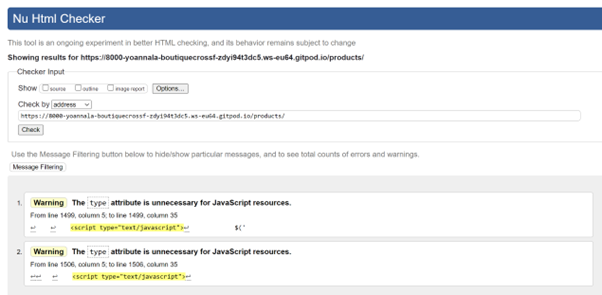 Nu Html Checker
This tool is an ongoing experiment in better HTML checking, and its behavior remains subject to change
Showing results for https://8000-yoannala-boutiquecrossf-zdyi94t3dc5.ws-eu64.gitpod.io/products/
Checker Input
Show source outline image report Options...
Check by address
https://8000-yoannala-boutiquecrossf-zdyi94t3dc5.ws-eu64.gitpod.io/products/
Check
Use the Message Filtering button below to hide/show particular messages, and to see total counts of errors and warnings.
Message Filtering
1. Warning The type attribute is unnecessary for JavaScript resources.
From line 1499, column 5; to line 1499, column 35
↩ ↩ <script type="text/javascript">↩ $('
2. Warning The type attribute is unnecessary for JavaScript resources.
From line 1506, column 5; to line 1506, column 35
↩↩ ↩ <script type="text/javascript">↩